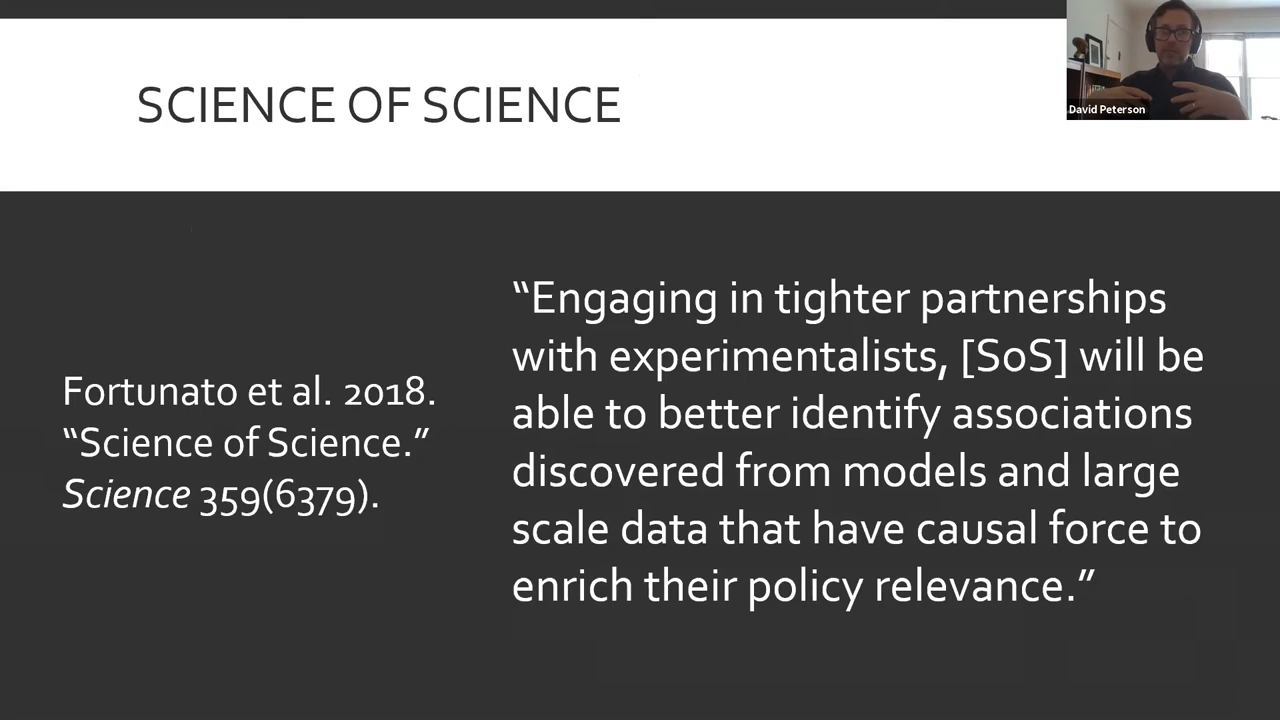 SCIENCE OF SCIENCE
David Peterson
Fortunato et al. 2018.
“Science of Science.”
Science 359(6379).
“Engaging in tighter partnerships
with experimentalists, [SoS] will be
able to better identify associations
discovered from models and large
scale data that have causal force to
enrich their policy relevance.”